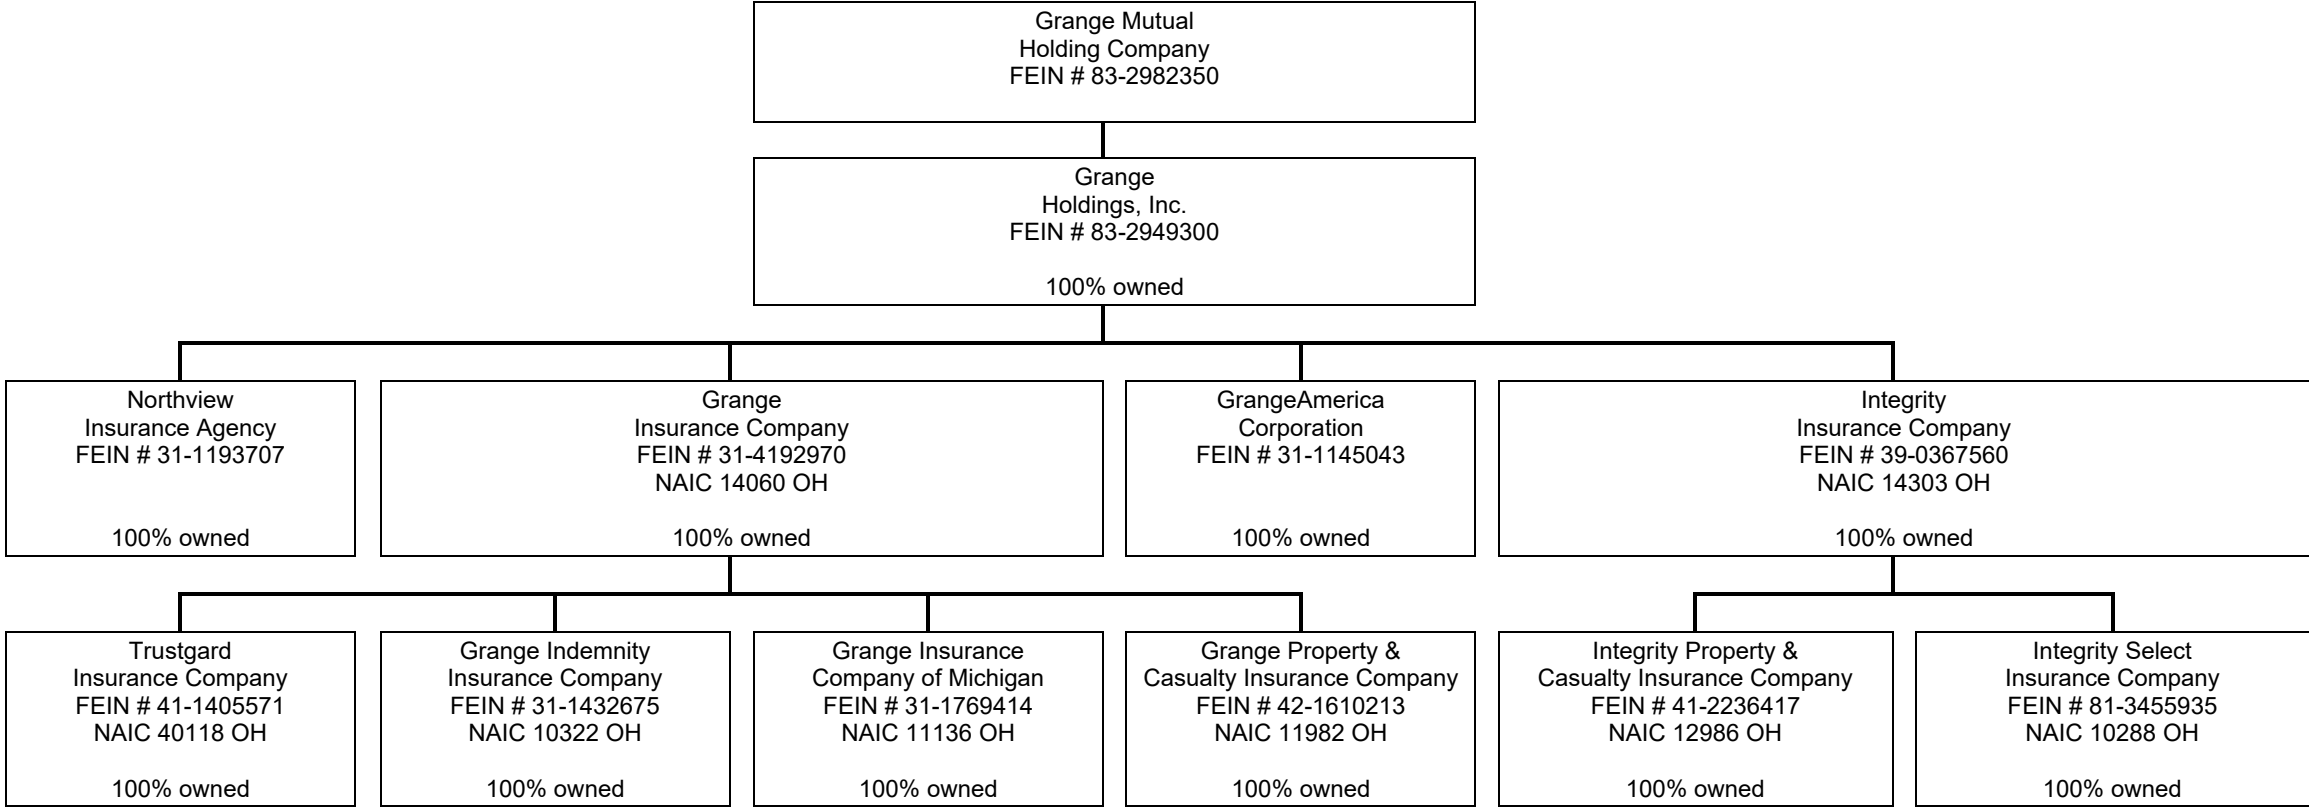 Grange Mutual
Holding Company
FEIN # 83-2982350
Grange
Holdings, Inc.
FEIN # 83-2949300
100% owned
Northview
Insurance Agency
FEIN # 31-1193707
100% owned
Grange
Insurance Company
FEIN # 31-4192970
NAIC 14060 OH
100% owned
GrangeAmerica
Corporation
FEIN # 31-1145043
100% owned
Integrity
Insurance Company
FEIN # 39-0367560
NAIC 14303 OH
100% owned
Trustgard
Insurance Company
FEIN # 41-1405571
NAIC 40118 OH
100% owned
Grange Indemnity
Insurance Company
FEIN # 31-1432675
NAIC 10322 OH
100% owned
Grange Insurance
Company of Michigan
FEIN # 31-1769414
NAIC 11136 OH
100% owned
Grange Property &
Casualty Insurance Company
FEIN # 42-1610213
NAIC 11982 OH
100% owned
Integrity Property &
Casualty Insurance Company
FEIN # 41-2236417
NAIC 12986 OH
100% owned
Integrity Select
Insurance Company
FEIN # 81-3455935
NAIC 10288 OH
100% owned